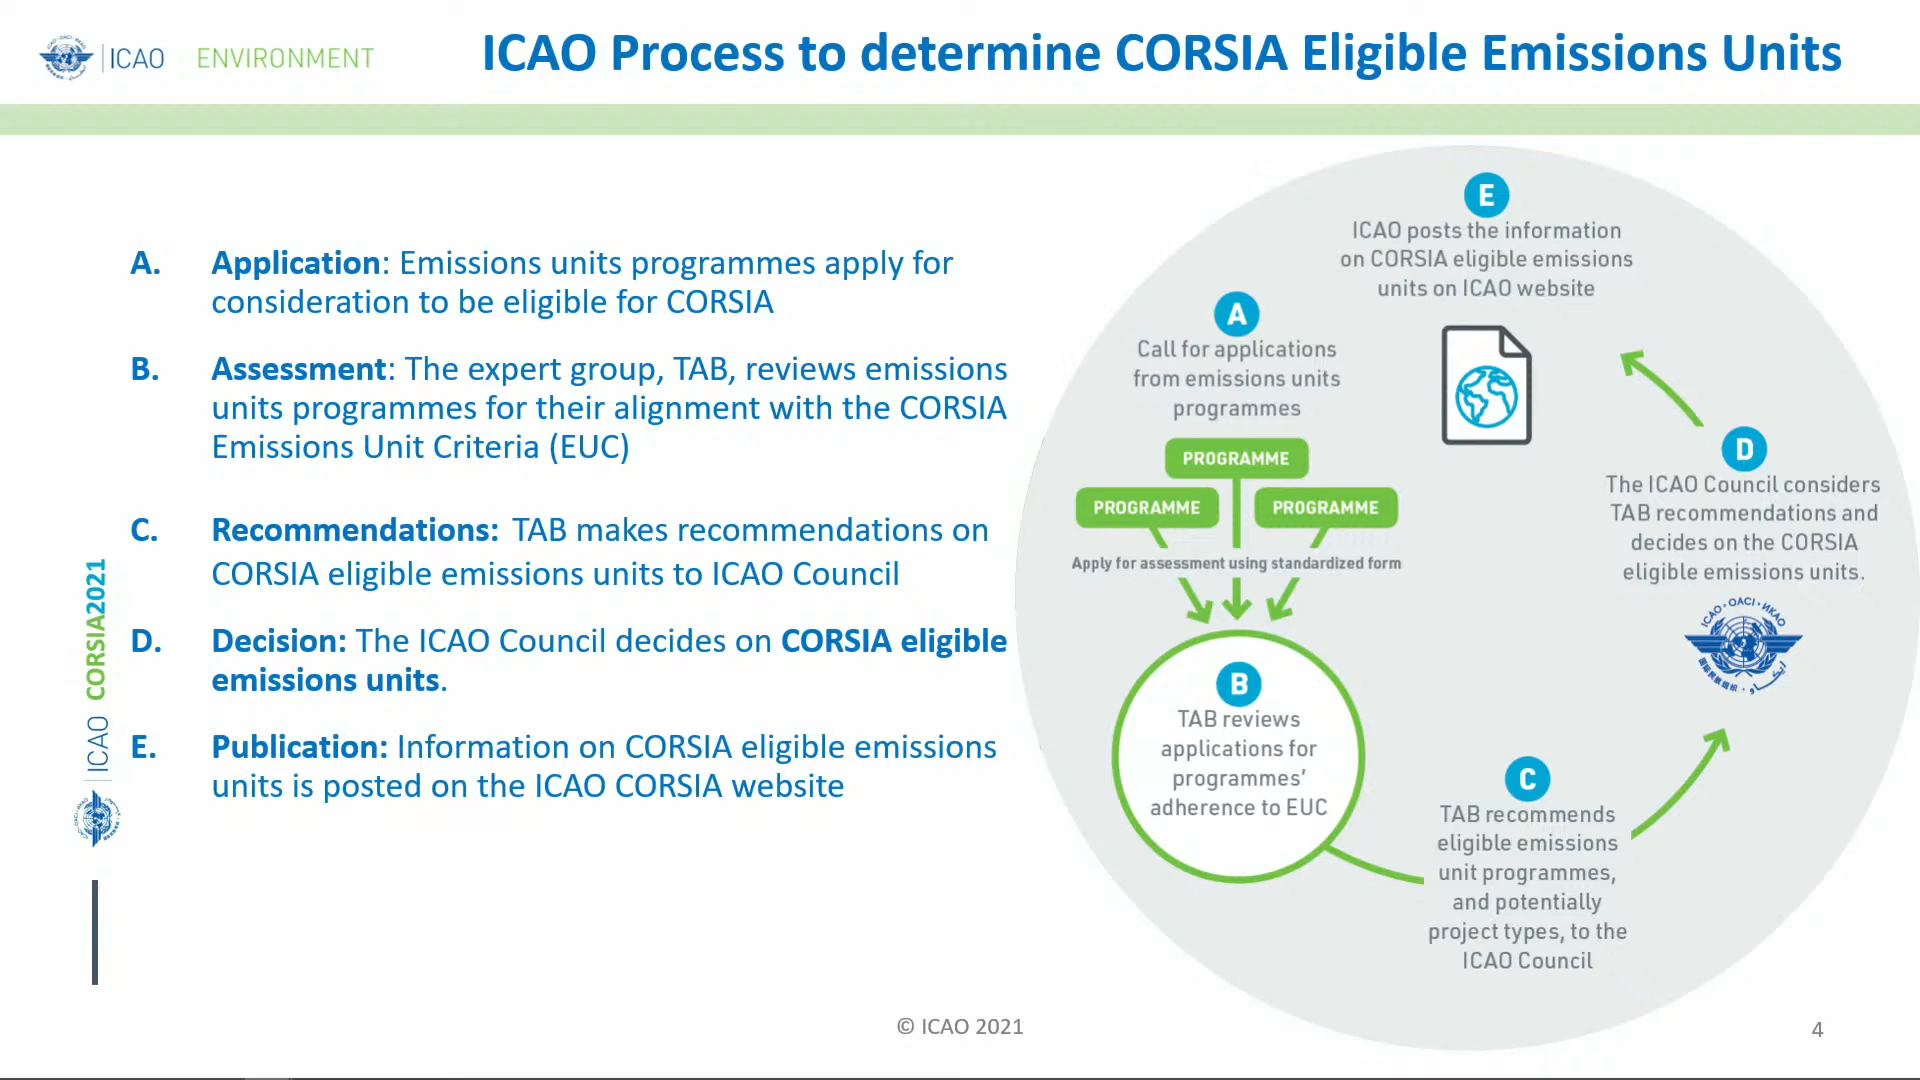 ICAO ENVIRONMENT
ICAO Process to determine CORSIA Eligible Emissions Units
A. Application: Emissions units programmes apply for
consideration to be eligible for CORSIA
B. Assessment: The expert group, TAB, reviews emissions
units programmes for their alignment with the CORSIA
Emissions Unit Criteria (EUC)
C. Recommendations: TAB makes recommendations on
CORSIA eligible emissions units to ICAO Council
D. Decision: The ICAO Council decides on CORSIA eligible
emissions units.
E. Publication: Information on CORSIA eligible emissions
units is posted on the ICAO CORSIA website
ICAO CORSIA2021
A
Call for applications
from emissions units
programmes
PROGRAMME
PROGRAMME
PROGRAMME
Apply for assessment using standardized form
B
TAB reviews
applications for
programmes’
adherence to EUC
C
TAB recommends
eligible emissions
unit programmes,
and potentially
project types, to the
ICAO Council
D
The ICAO Council considers
TAB recommendations and
decides on the CORSIA
eligible emissions units.
ICAO · OACI · ИКАО
E
ICAO posts the information
on CORSIA eligible emissions
units on ICAO website
© ICAO 2021
4